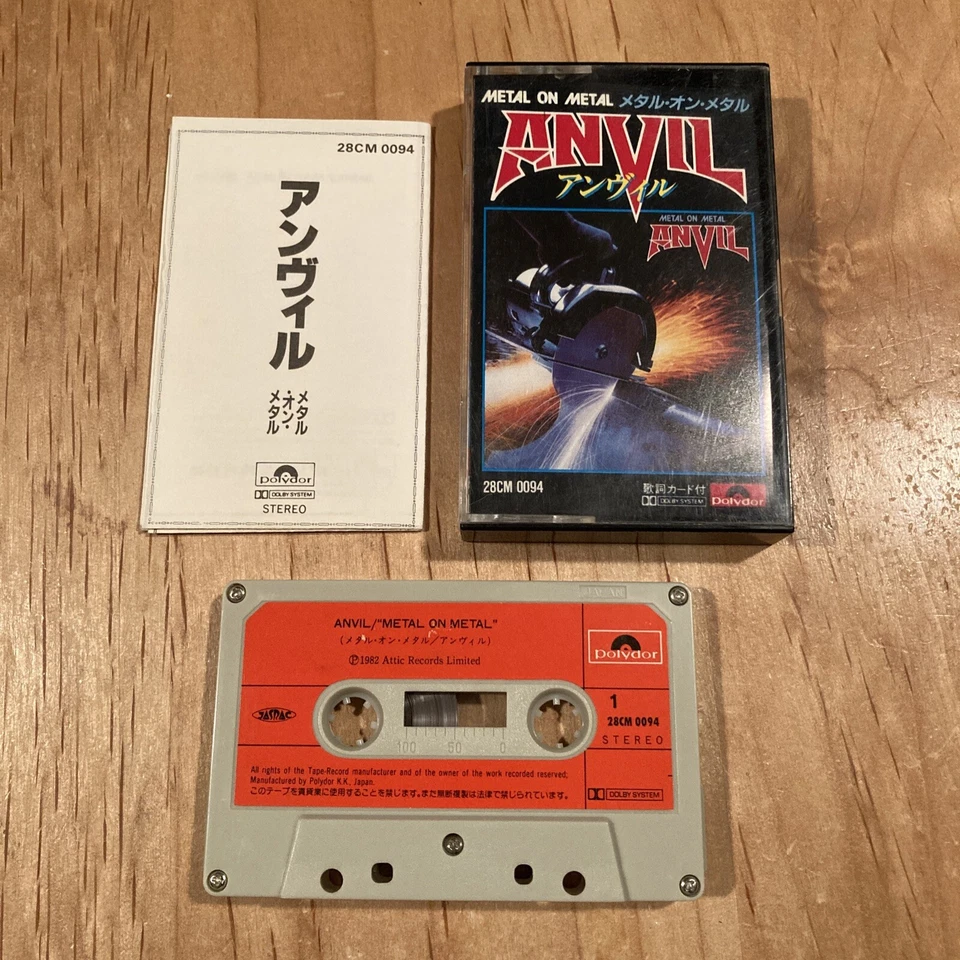 28CM 0094
アンヴィル
メタル
・オン・
メタル
Polydor
DOLBY SYSTEM
STEREO
METAL ON METAL メタル・オン・メタル
ANVIL
アンヴィル
METAL ON METAL
ANVIL
28CM 0094
歌詞カード付
DOLBY SYSTEM
Polydor
JAPAN
ANVIL/"METAL ON METAL"
(メタル・オン・メタル/アンヴィル)
Ⓟ1982 Attic Records Limited
Polydor
JASRAC
100 50 0
1
28CM 0094
STEREO
All rights of the Tape-Record manufacturer and of the owner of the work recorded reserved;
Manufactured by Polydor K.K., Japan.
このテープを賃貸業に使用することを禁じます。また無断複製は法律で禁じられています。
DOLBY SYSTEM